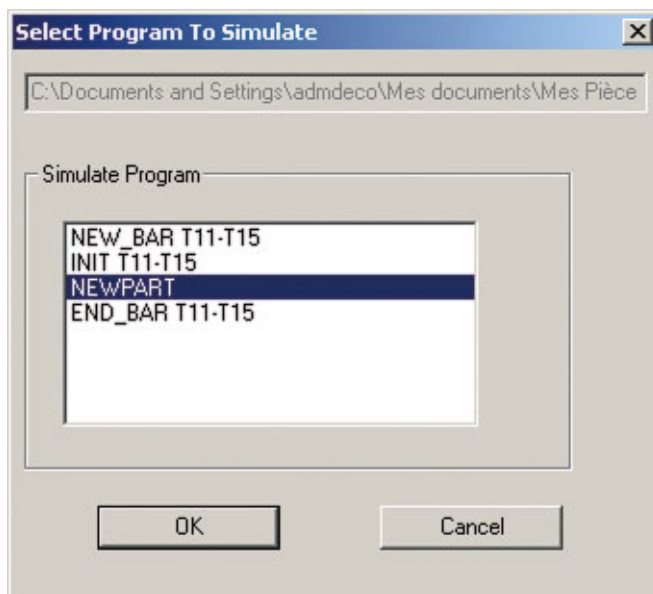 Select Program To Simulate
C:\Documents and Settings\admdeco\Mes documents\Mes Pièce
Simulate Program
NEW_BAR T11-T15
INIT T11-T15
NEWPART
END_BAR T11-T15
OK
Cancel